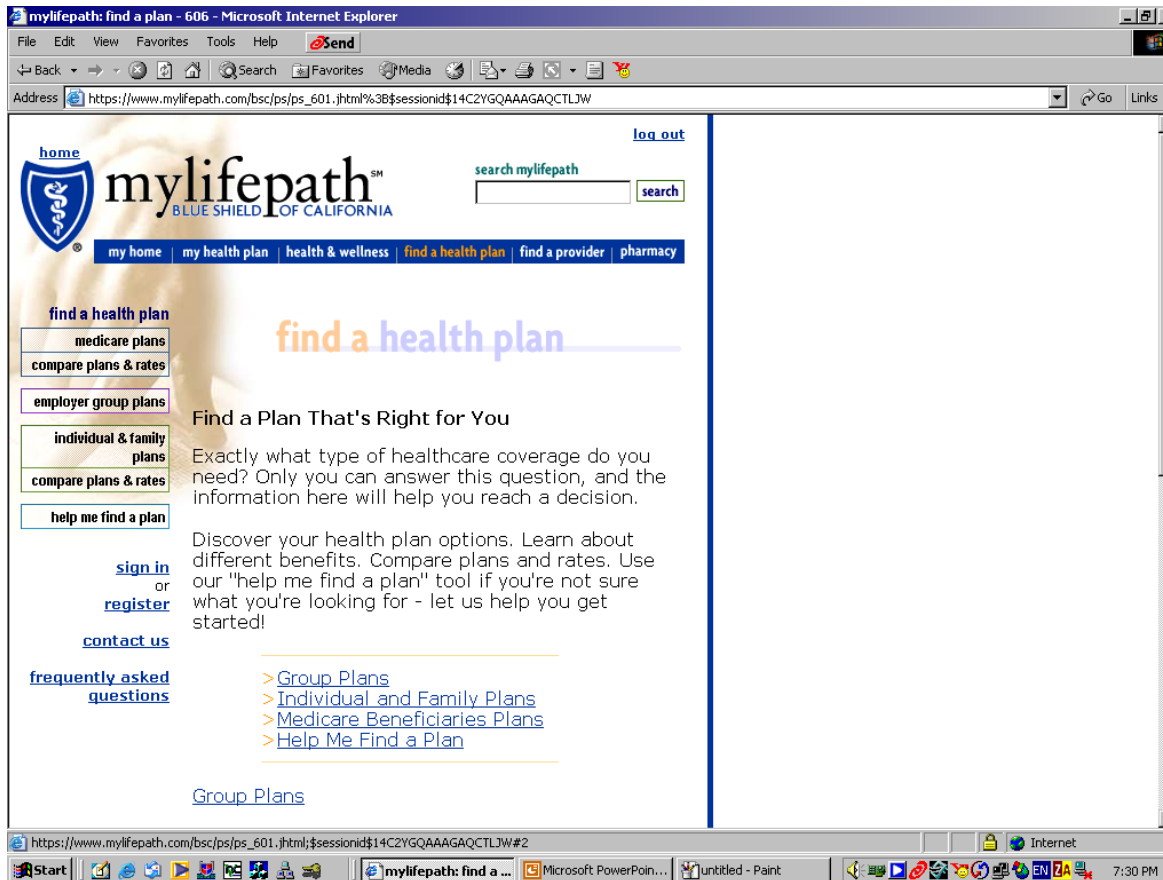 mylifepath: find a plan - 606 - Microsoft Internet Explorer
File Edit View Favorites Tools Help Send
Back Search Favorites Media
Address https://www.mylifepath.com/bsc/ps/ps_601.jhtml%3B$sessionid$14C2YGQAAAGAQCTLJW Go Links
log out
home
mylifepath SM
BLUE SHIELD OF CALIFORNIA
®
search mylifepath
search
my home | my health plan | health & wellness | find a health plan | find a provider | pharmacy
find a health plan
medicare plans
compare plans & rates
employer group plans
individual & family
plans
compare plans & rates
help me find a plan
sign in
or
register
contact us
frequently asked
questions
find a health plan
Find a Plan That's Right for You
Exactly what type of healthcare coverage do you
need? Only you can answer this question, and the
information here will help you reach a decision.
Discover your health plan options. Learn about
different benefits. Compare plans and rates. Use
our "help me find a plan" tool if you're not sure
what you're looking for - let us help you get
started!
>Group Plans
>Individual and Family Plans
>Medicare Beneficiaries Plans
>Help Me Find a Plan
Group Plans
https://www.mylifepath.com/bsc/ps/ps_601.jhtml;$sessionid$14C2YGQAAAGAQCTLJW#2 Internet
Start mylifepath: find a ... Microsoft PowerPoin... untitled - Paint EN 7:30 PM